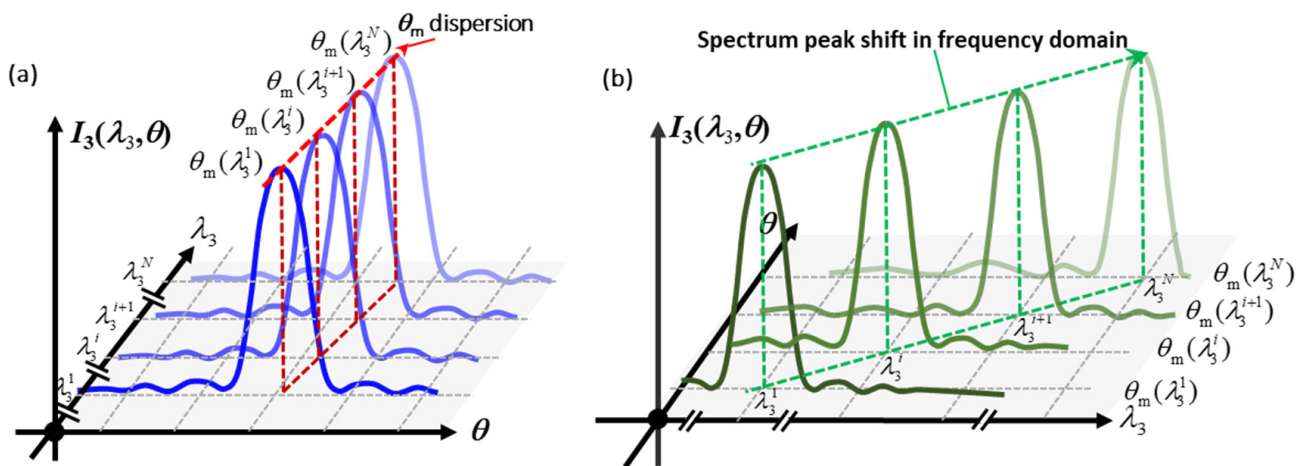 (a)
I₃(λ₃,θ)
θₘ dispersion
θₘ(λ₃ᴺ)
θₘ(λ₃ⁱ⁺¹)
θₘ(λ₃ⁱ)
θₘ(λ₃¹)
λ₃
λ₃ᴺ
λ₃ⁱ⁺¹
λ₃ⁱ
λ₃¹
θ
(b)
Spectrum peak shift in frequency domain
I₃(λ₃,θ)
θ
λ₃¹
λ₃ⁱ
λ₃ⁱ⁺¹
λ₃ᴺ
θₘ(λ₃ᴺ)
θₘ(λ₃ⁱ⁺¹)
θₘ(λ₃ⁱ)
θₘ(λ₃¹)
λ₃